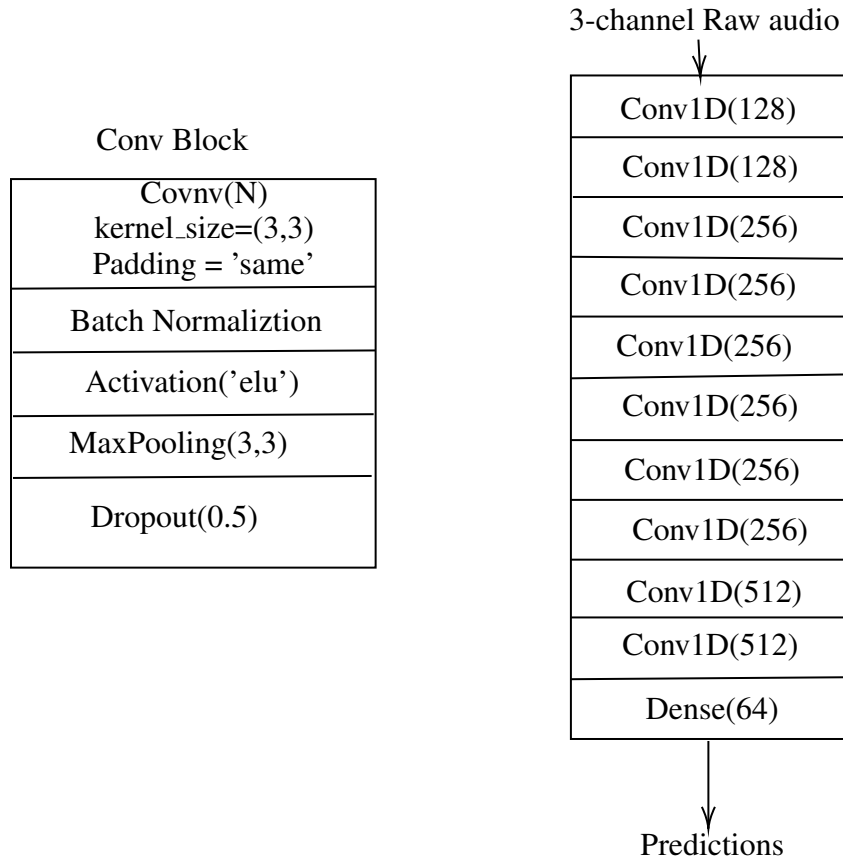 Conv Block
Covnv(N)
kernel_size=(3,3)
Padding = 'same'
Batch Normaliztion
Activation('elu')
MaxPooling(3,3)
Dropout(0.5)
3-channel Raw audio
Conv1D(128)
Conv1D(128)
Conv1D(256)
Conv1D(256)
Conv1D(256)
Conv1D(256)
Conv1D(256)
Conv1D(256)
Conv1D(512)
Conv1D(512)
Dense(64)
Predictions